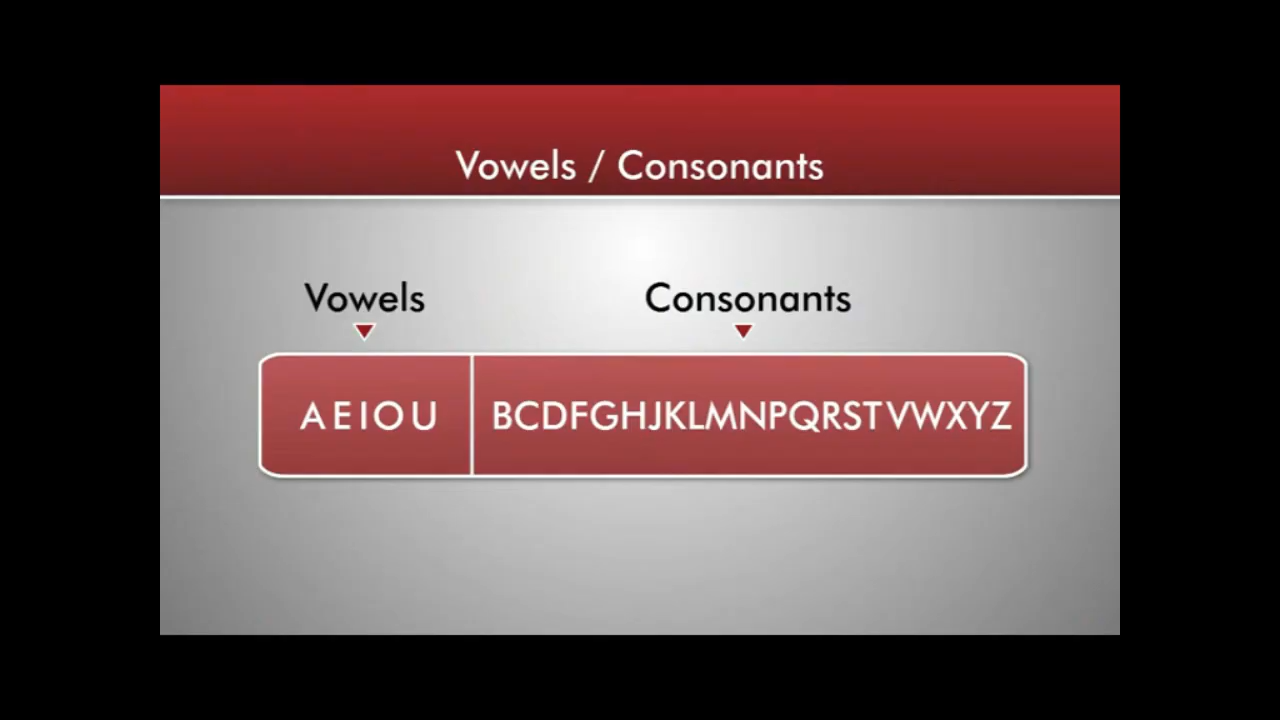 Vowels / Consonants
Vowels Consonants
A E I O U BCDFGHJKLMNPQRSTVWXYZ